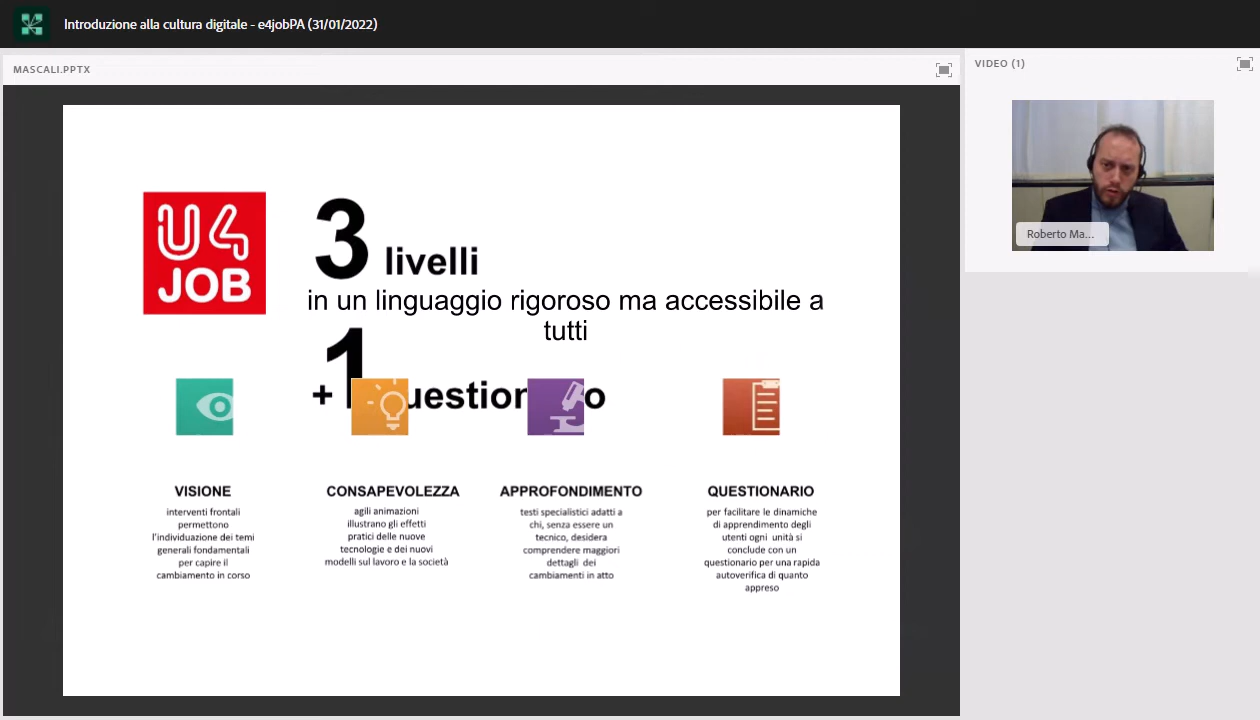 Introduzione alla cultura digitale - e4jobPA (31/01/2022)
MASCALI.PPTX
VIDEO (1)
Roberto Ma...
U4
JOB
3 livelli
in un linguaggio rigoroso ma accessibile a
tutti
+ 1
VISIONE
interventi frontali
permettono
l'individuazione dei temi
generali fondamentali
per capire il
cambiamento in corso
CONSAPEVOLEZZA
agili animazioni
illustrano gli effetti
pratici delle nuove
tecnologie e dei nuovi
modelli sul lavoro e la società
APPROFONDIMENTO
testi specialistici adatti a
chi, senza essere un
tecnico, desidera
comprendere maggiori
dettagli dei
cambiamenti in atto
QUESTIONARIO
per facilitare le dinamiche
di apprendimento degli
utenti ogni unità si
conclude con un
questionario per una rapida
autoverifica di quanto
appreso